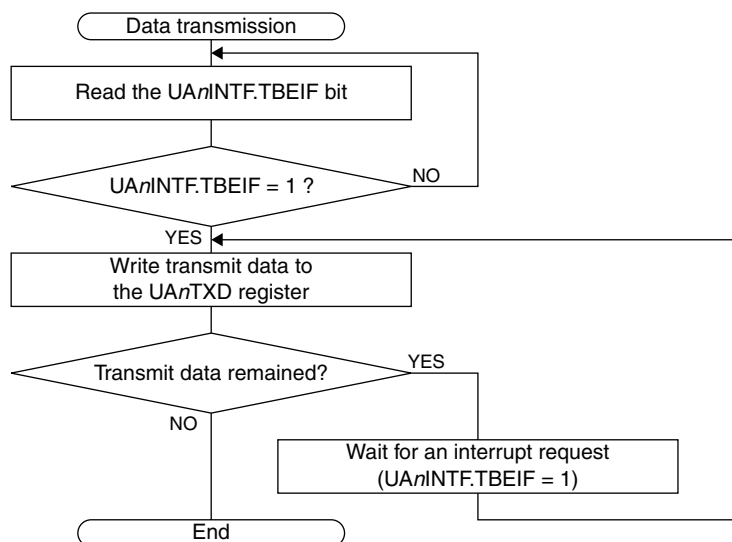 Data transmission
Read the UAnINTF.TBEIF bit
UAnINTF.TBEIF = 1 ?
NO
YES
Write transmit data to
the UAnTXD register
Transmit data remained?
YES
NO
Wait for an interrupt request
(UAnINTF.TBEIF = 1)
End